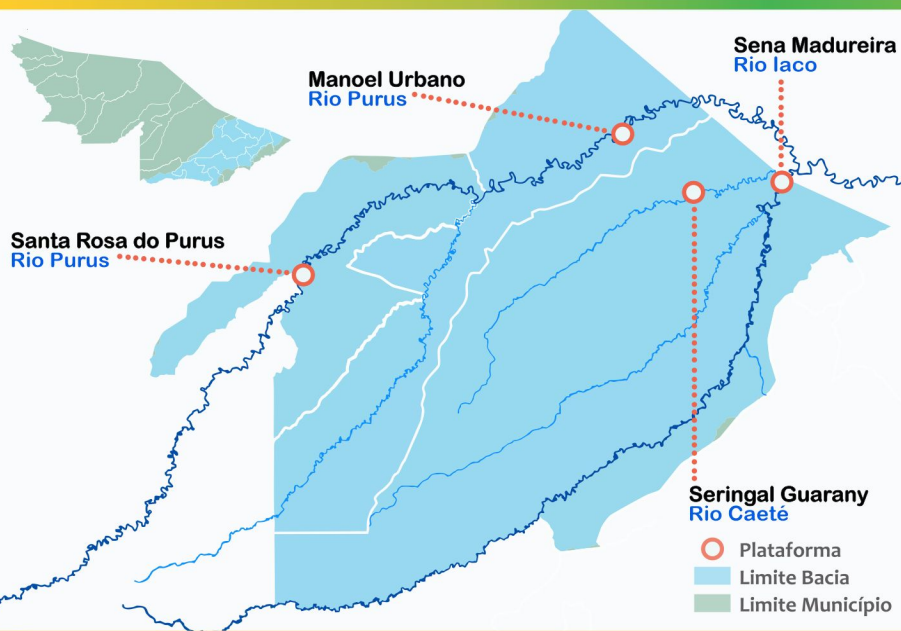 Sena Madureira
Rio Iaco
Manoel Urbano
Rio Purus
Santa Rosa do Purus
Rio Purus
Seringal Guarany
Rio Caeté
Plataforma
Limite Bacia
Limite Município